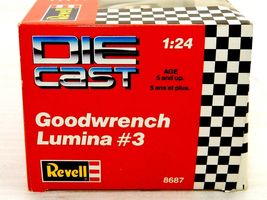 DIE CAST
1:24
AGE
5 and up.
5 ans et plus.
Goodwrench
Lumina #3
Revell
8687